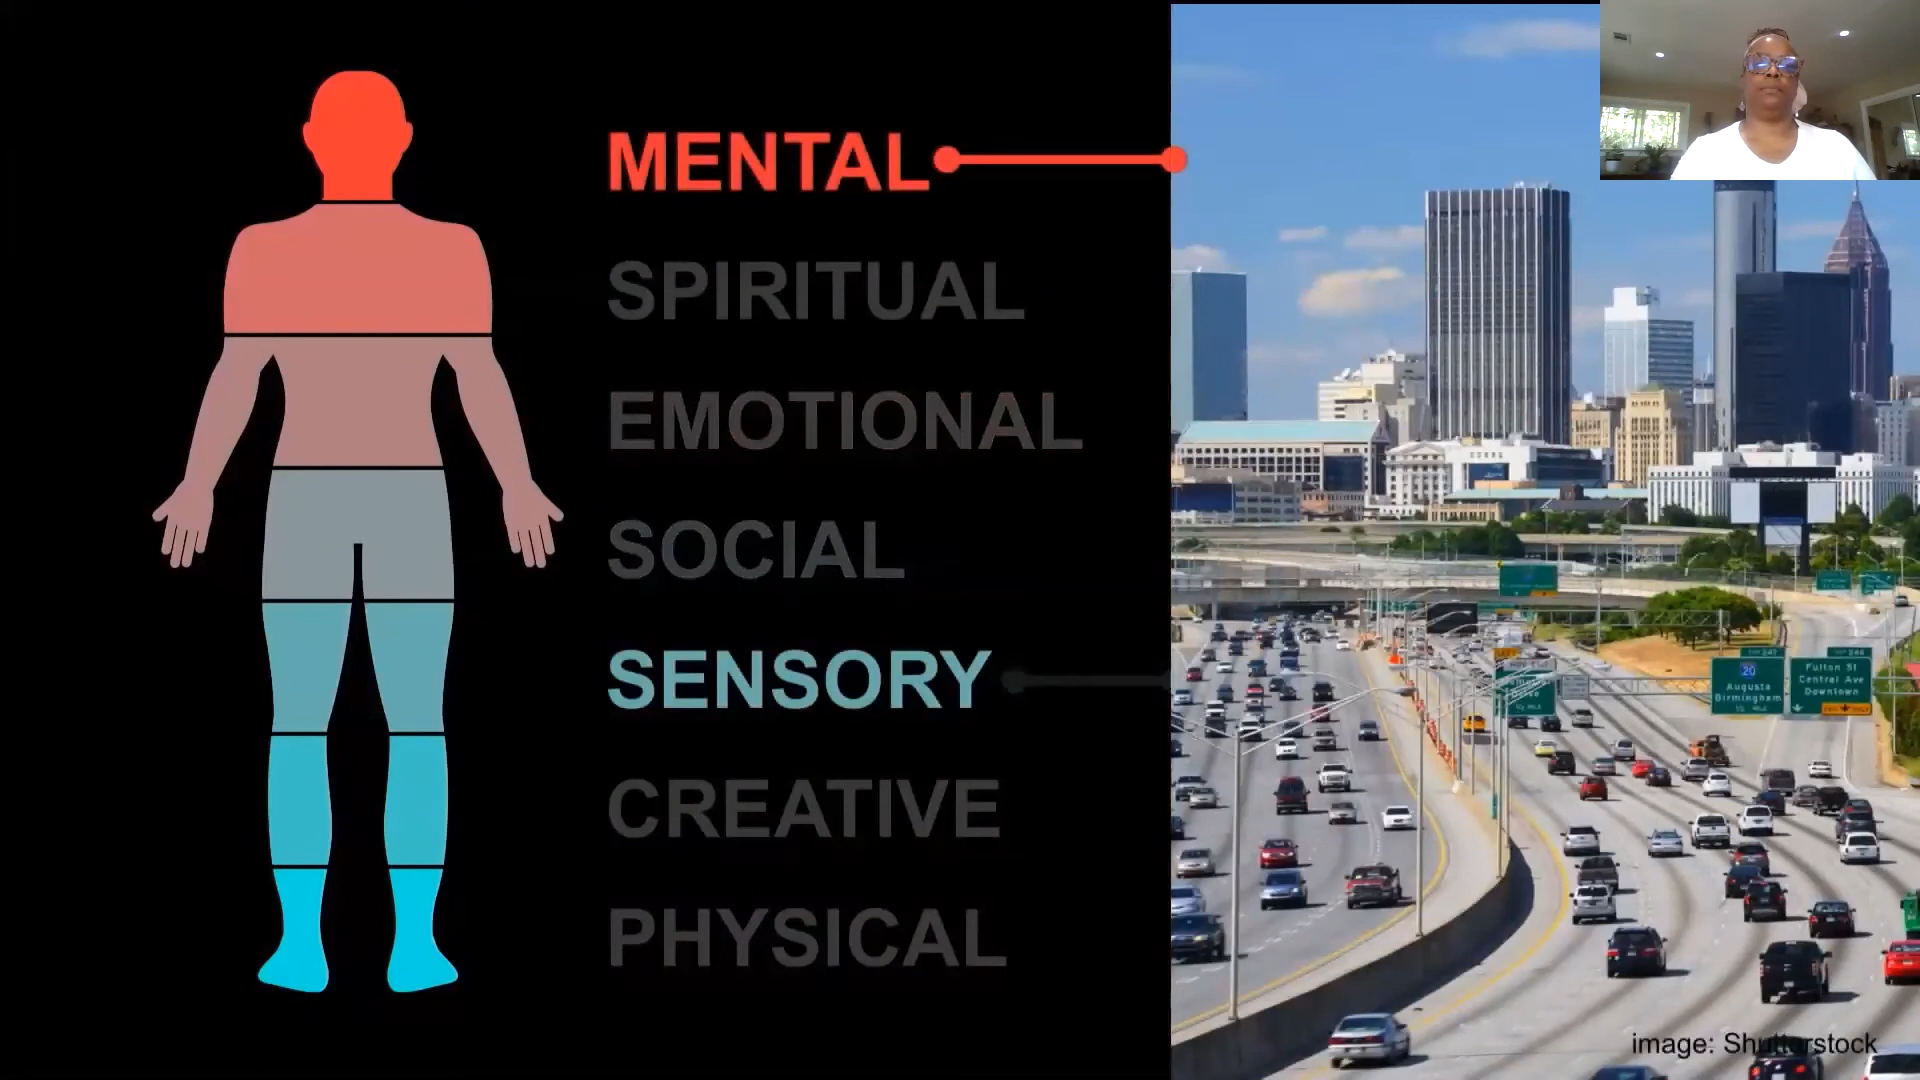 MENTAL
SPIRITUAL
EMOTIONAL
SOCIAL
SENSORY
CREATIVE
PHYSICAL
20
Augusta
Birmingham
Fulton St
Central Ave
Downtown
image: Shutterstock